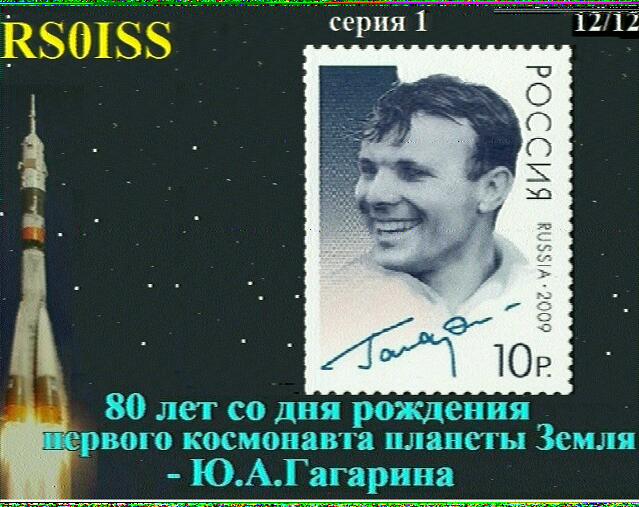 серия 1
12/12
RS0ISS
РОССИЯ
RUSSIA · 2009
Гагарин
10 Р.
80 лет со дня рождения
первого космонавта планеты Земля
- Ю.А.Гагарина